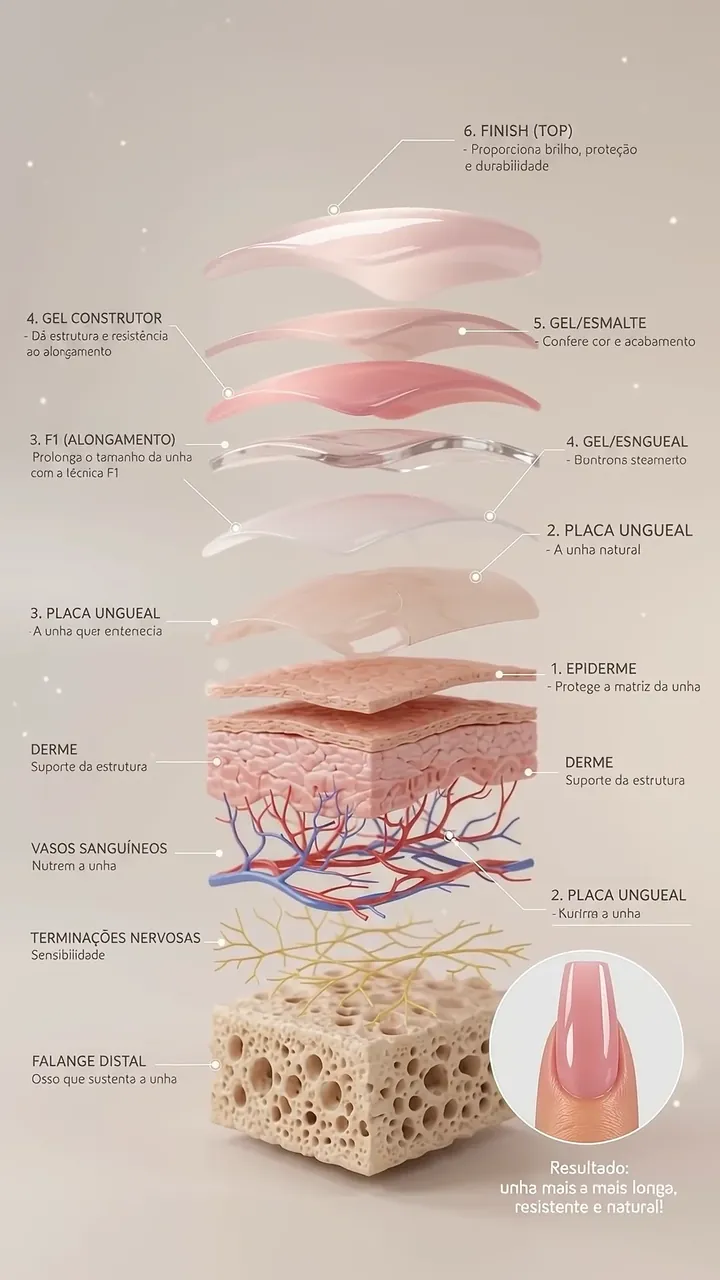 6. FINISH (TOP)
- Proporciona brilho, proteção
e durabiiidade
4. GEL CONSTRUTOR
- Dã estrutura e resistência
ao alongamento
5. GEL/ESMALTE
- Confere cor e acabamento
3. F1 (ALONGAMENTO)
Prolonga o tamanho da unha
com a lécnica F1
4. GEL/ESNGUEAL
- Buntrons steamerto
2. PLACA UNGUEAL
- A unha natural
3. PLACA UNGUEAL
- A unha quer entenecia
1. EPIDERME
- Protege a matriz da unha
DERME
Suporte da estrutura
DERME
Suporte da estrutura
VASOS SANGUÍNEOS
Nutrem a unha
2. PLACA UNGUEAL
- Kurirra a unha
TERMINAÇÕES NERVOSAS
Sensibilidade
FALANGE DISTAL
Osso que sustenta a unha
Resultado:
unha mais a mais longa,
resistente e natural!